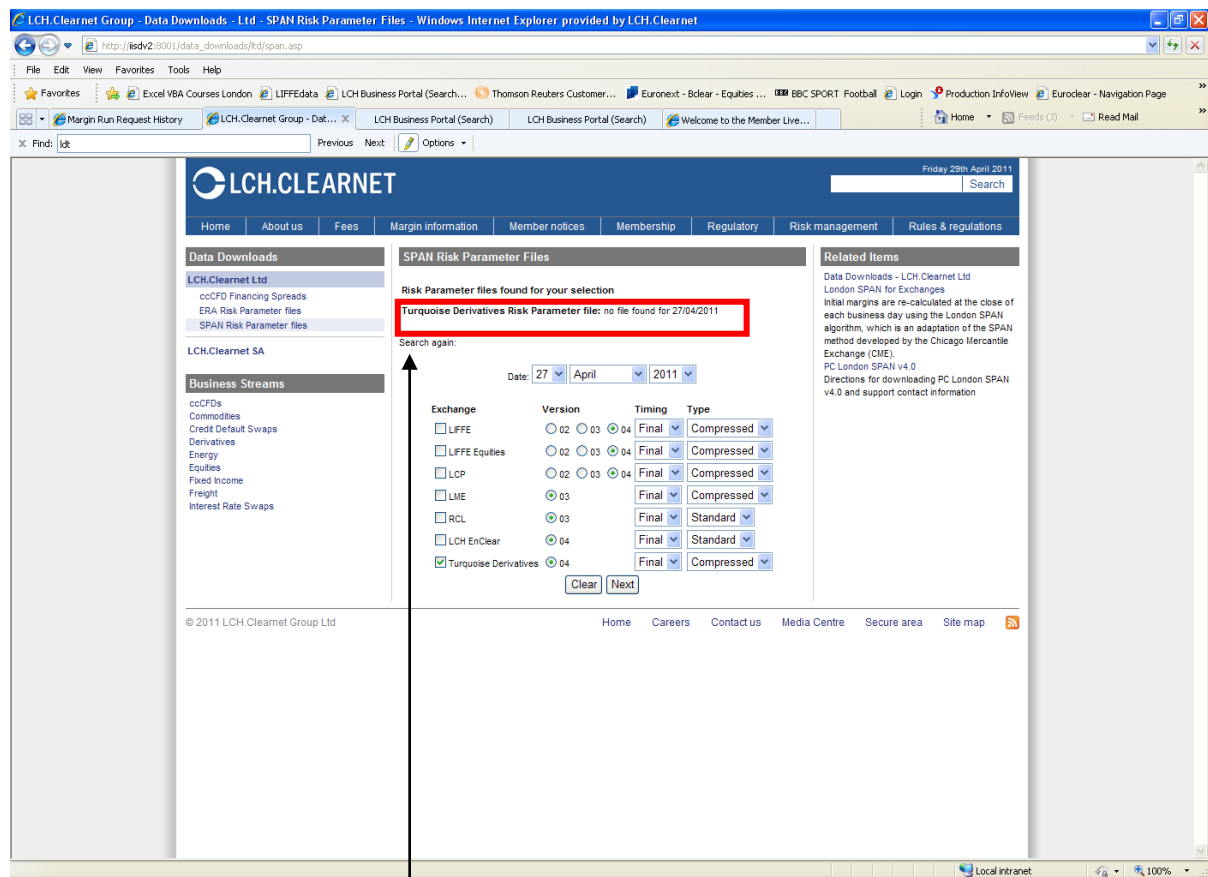 LCH.Clearnet Group - Data Downloads - Ltd - SPAN Risk Parameter Files - Windows Internet Explorer provided by LCH.Clearnet
http://iisdv2:8001/data_downloads/ltd/span.asp
File Edit View Favorites Tools Help
Favorites Excel VBA Courses London LIFFEdata LCH Business Portal (Search... Thomson Reuters Customer... Euronext - Bclear - Equities ... BBC SPORT Football Login Production InfoView Euroclear - Navigation Page »
Margin Run Request History LCH.Clearnet Group - Dat... X LCH Business Portal (Search) LCH Business Portal (Search) Welcome to the Member Live... Home Feeds (J) Read Mail »
X Find: ldt Previous Next Options
LCH.CLEARNET
Friday 29th April 2011
Search
Home About us Fees Margin information Member notices Membership Regulatory Risk management Rules & regulations
Data Downloads
LCH.Clearnet Ltd
ccCFD Financing Spreads
ERA Risk Parameter files
SPAN Risk Parameter files
LCH.Clearnet SA
Business Streams
ccCFDs
Commodities
Credit Default Swaps
Derivatives
Energy
Equities
Fixed Income
Freight
Interest Rate Swaps
SPAN Risk Parameter Files
Risk Parameter files found for your selection
Turquoise Derivatives Risk Parameter file: no file found for 27/04/2011
Search again:
Date: 27 April 2011
Exchange Version Timing Type
LIFFE 02 03 04 Final Compressed
LIFFE Equities 02 03 04 Final Compressed
LCP 02 03 04 Final Compressed
LME 03 Final Compressed
RCL 03 Final Standard
LCH EnClear 04 Final Standard
Turquoise Derivatives 04 Final Compressed
Clear Next
Related Items
Data Downloads - LCH.Clearnet Ltd
London SPAN for Exchanges
Initial margins are re-calculated at the close of
each business day using the London SPAN
algorithm, which is an adaptation of the SPAN
method developed by the Chicago Mercantile
Exchange (CME).
PC London SPAN v4.0
Directions for downloading PC London SPAN
v4.0 and support contact information
© 2011 LCH.Clearnet Group Ltd Home Careers Contact us Media Centre Secure area Site map
Local intranet 100%